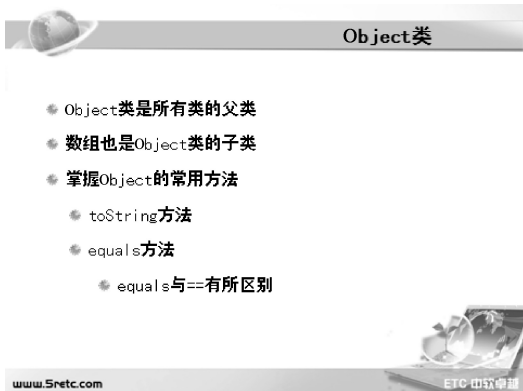 Object类
Object类是所有类的父类
数组也是Object类的子类
掌握Object的常用方法
toString方法
equals方法
equals与==有所区别
www.5retc.com
ETC 中软卓越